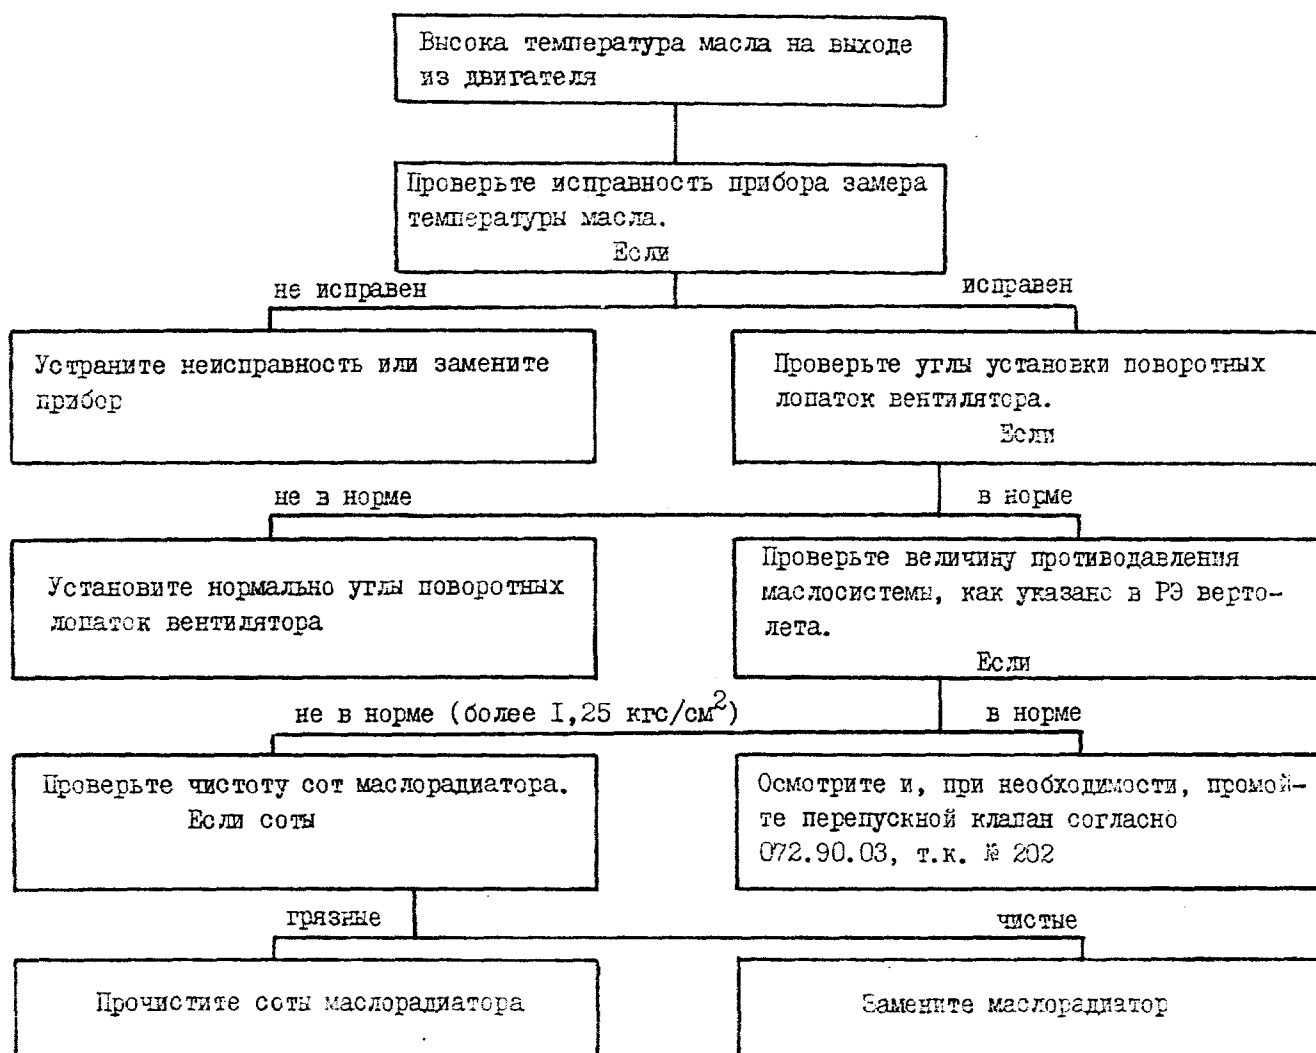 Высока температура масла на выходе
из двигателя
Проверьте исправность прибора замера
температуры масла.
Если
не исправен
исправен
Устраните неисправность или замените
прибор
Проверьте углы установки поворотных
лопаток вентилятора.
Если
не в норме
в норме
Установите нормально углы поворотных
лопаток вентилятора
Проверьте величину противодавления
маслосистемы, как указано в РЭ верто-
лета.
Если
не в норме (более I,25 кгс/см²)
в норме
Проверьте чистоту сот маслорадиатора.
Если соты
Осмотрите и, при необходимости, промой-
те перепускной клапан согласно
072.90.03, т.к. № 202
грязные
чистые
Прочистите соты маслорадиатора
Замените маслорадиатор